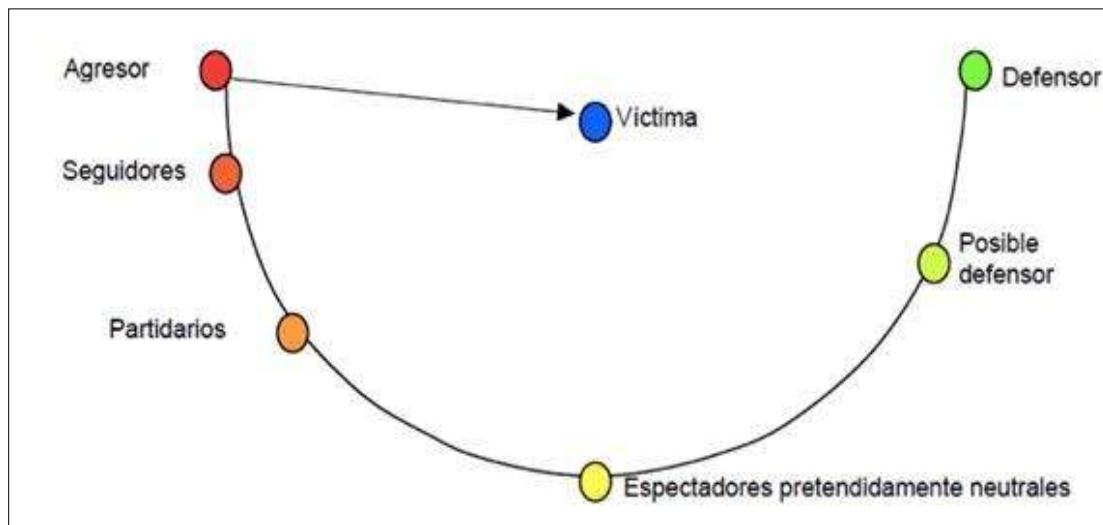 Agresor
Víctima
Defensor
Seguidores
Posible
defensor
Partidarios
Espectadores pretendidamente neutrales